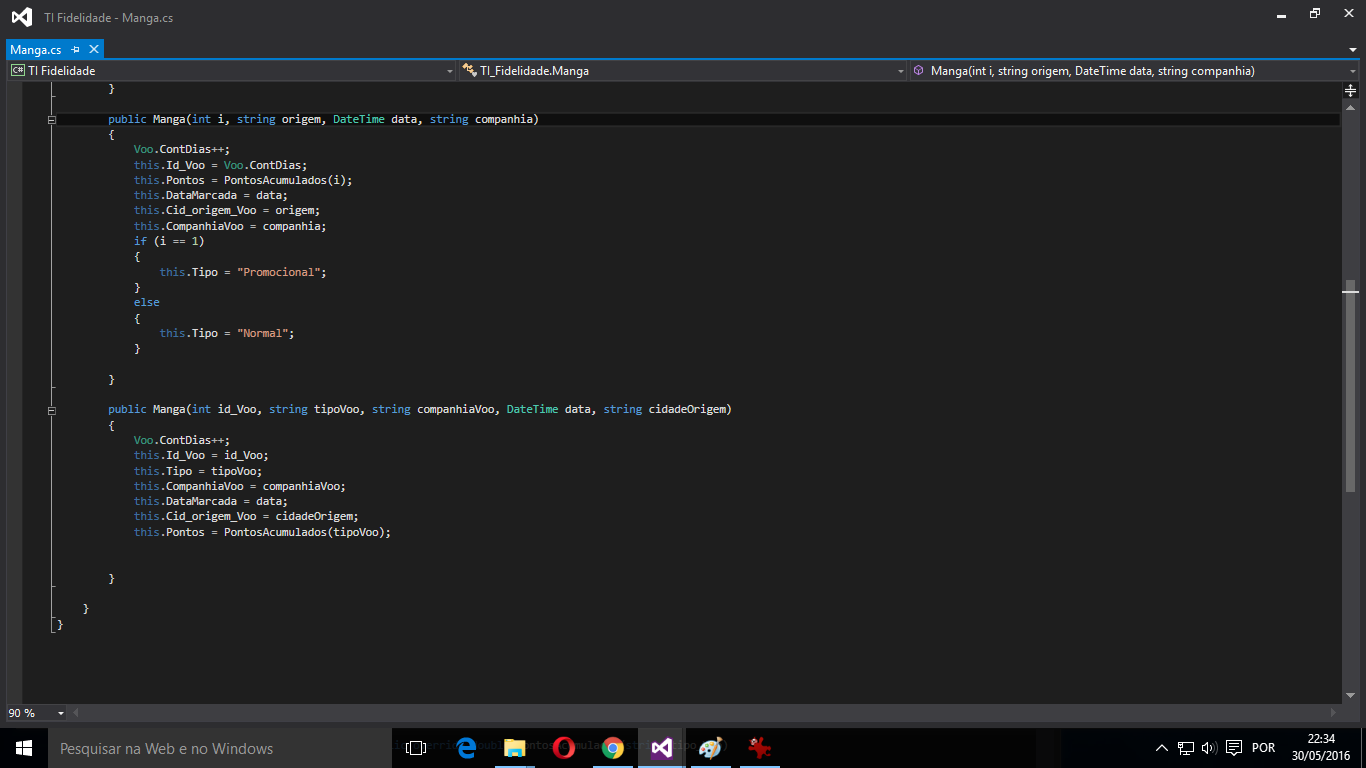 TI Fidelidade - Manga.cs
Manga.cs
C# TI Fidelidade TI_Fidelidade.Manga Manga(int i, string origem, DateTime data, string companhia)
}
public Manga(int i, string origem, DateTime data, string companhia)
{
Voo.ContDias++;
this.Id_Voo = Voo.ContDias;
this.Pontos = PontosAcumulados(i);
this.DataMarcada = data;
this.Cid_origem_Voo = origem;
this.CompanhiaVoo = companhia;
if (i == 1)
{
this.Tipo = "Promocional";
}
else
{
this.Tipo = "Normal";
}
}
public Manga(int id_Voo, string tipoVoo, string companhiaVoo, DateTime data, string cidadeOrigem)
{
Voo.ContDias++;
this.Id_Voo = id_Voo;
this.Tipo = tipoVoo;
this.CompanhiaVoo = companhiaVoo;
this.DataMarcada = data;
this.Cid_origem_Voo = cidadeOrigem;
this.Pontos = PontosAcumulados(tipoVoo);
}
}
}
90 %
Pesquisar na Web e no Windows
POR
22:34
30/05/2016